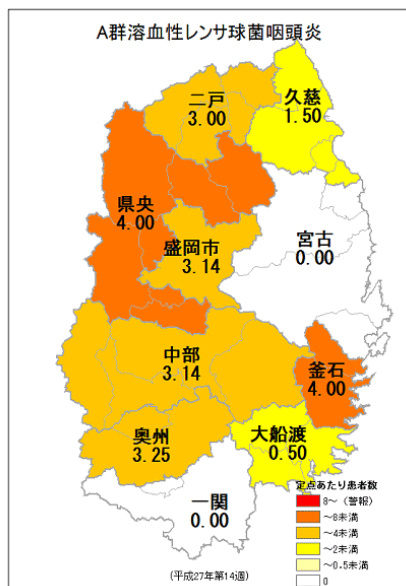 A群溶血性レンサ球菌咽頭炎
二戸
3.00
久慈
1.50
県央
4.00
盛岡市
3.14
宮古
0.00
中部
3.14
釜石
4.00
奥州
3.25
大船渡
0.50
一関
0.00
定点あたり患者数
8～（警報）
～8未満
～4未満
～2未満
～0.5未満
0
(平成27年第14週)